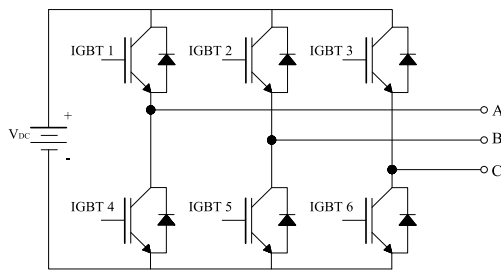 IGBT 1 IGBT 2 IGBT 3
A
+
VDC
B
-
C
IGBT 4 IGBT 5 IGBT 6